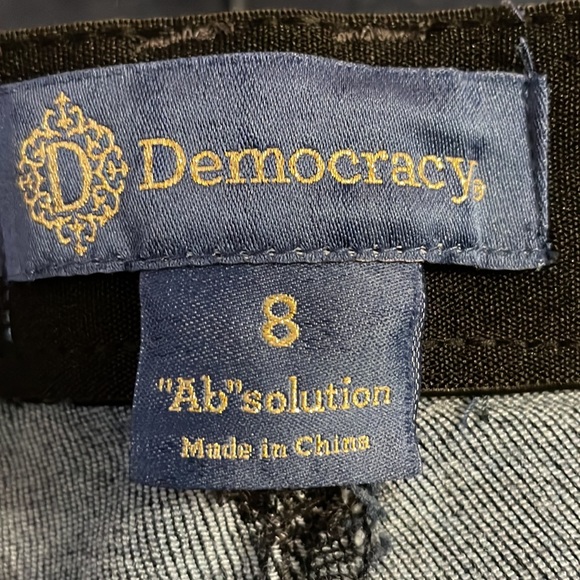 D Democracy®
8
"Ab"solution
Made in China